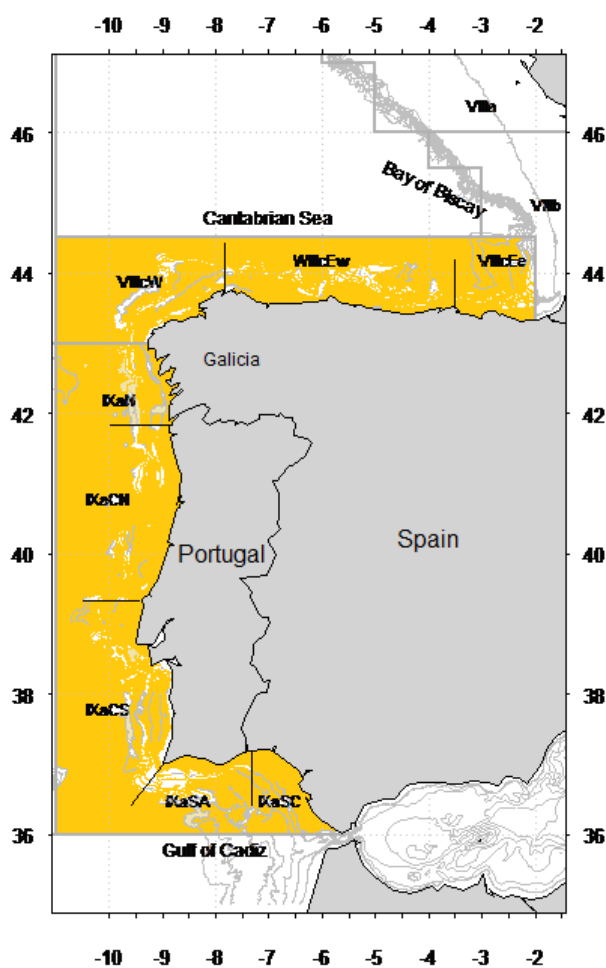 -10 -9 -8 -7 -6 -5 -4 -3 -2
46
46
VIIIa
Bay of Biscay
VIIIb
Cantabrian Sea
44
VIIIcW
VIIIcEw
VIIIcEe
44
Galicia
42
IXaN
42
IXaCN
40
Portugal
Spain
40
38
IXaCS
38
36
IXaSA
IXaSC
36
Gulf of Cadiz
-10 -9 -8 -7 -6 -5 -4 -3 -2